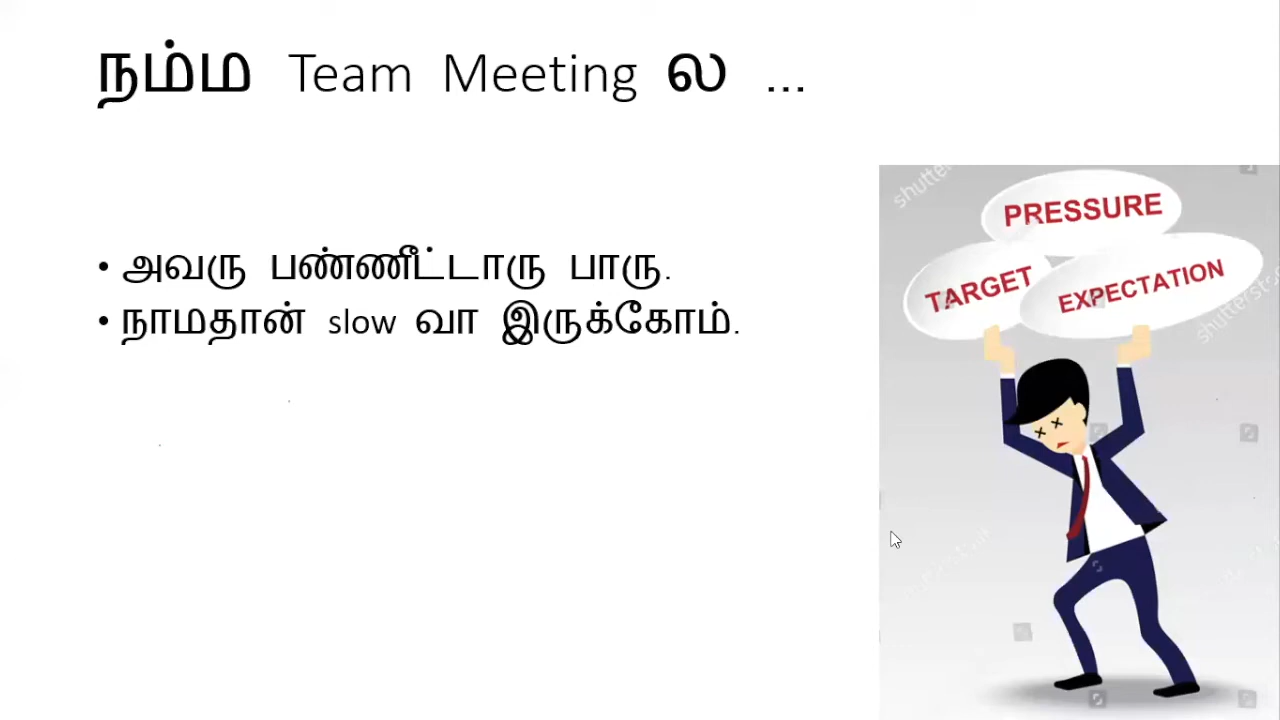 நம்ம Team Meeting ல ...
• அவரு பண்ணீட்டாரு பாரு.
• நாமதான் slow வா இருக்கோம்.
PRESSURE
TARGET
EXPECTATION